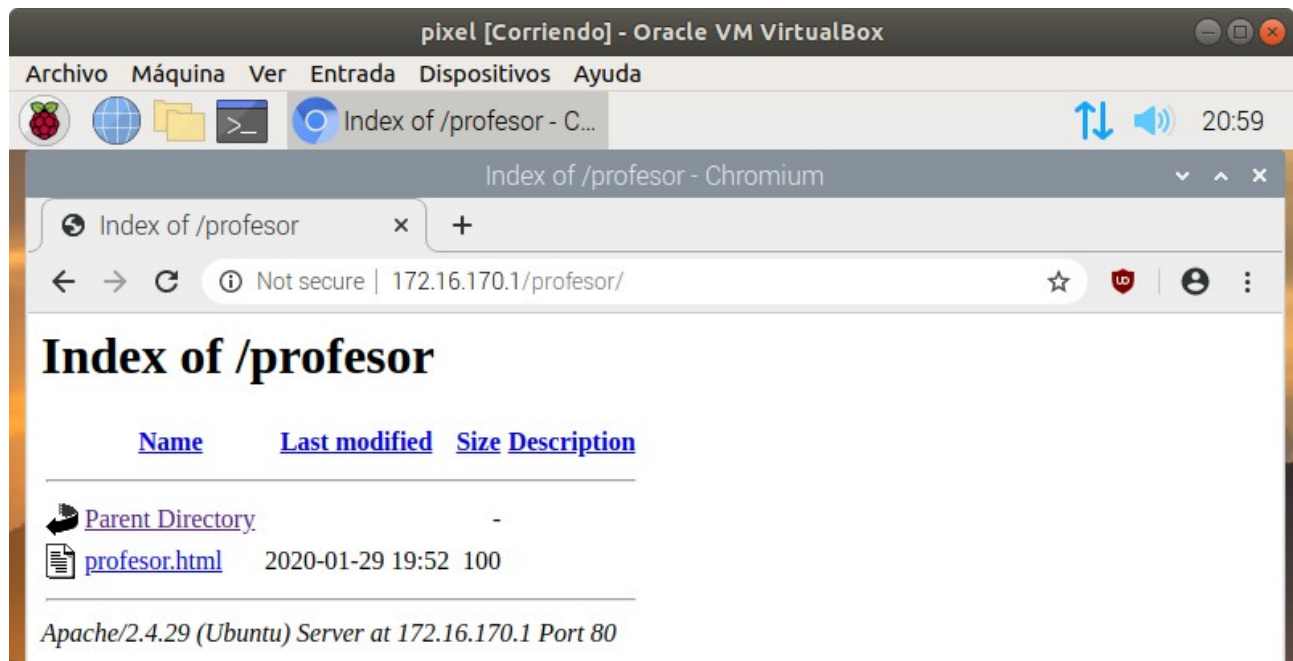 pixel [Corriendo] - Oracle VM VirtualBox
Archivo Máquina Ver Entrada Dispositivos Ayuda
>_ Index of /profesor - C... 20:59
Index of /profesor - Chromium
Index of /profesor
Not secure | 172.16.170.1/profesor/
Index of /profesor
Name Last modified Size Description
Parent Directory -
profesor.html 2020-01-29 19:52 100
Apache/2.4.29 (Ubuntu) Server at 172.16.170.1 Port 80